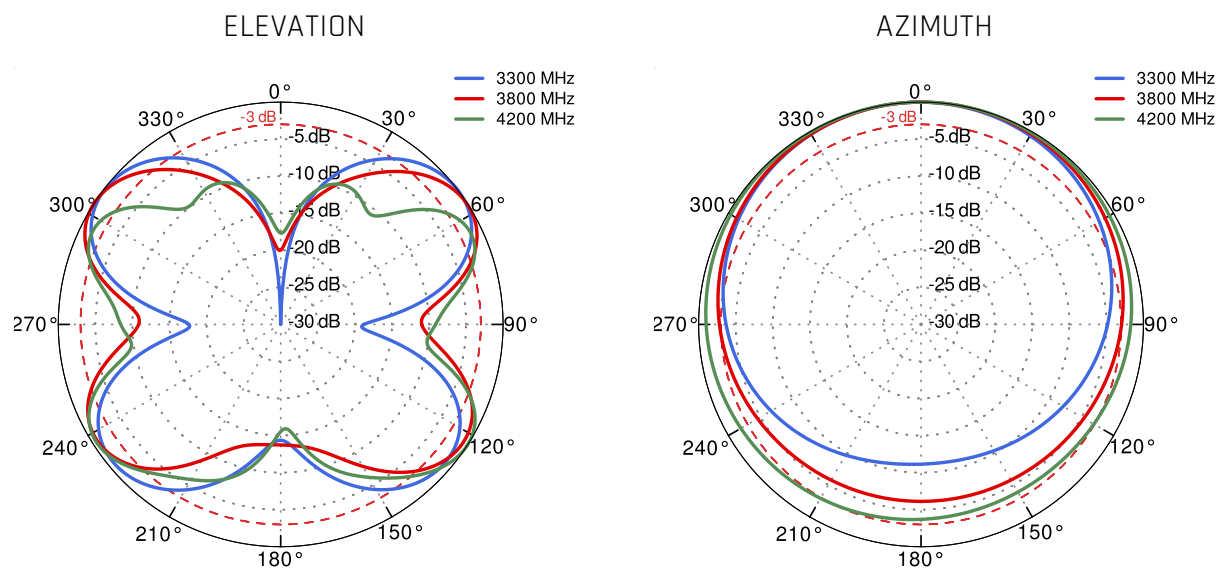 ELEVATION
3300 MHz
3800 MHz
4200 MHz
0°
330°
30°
-3 dB
-5 dB
-10 dB
300°
60°
-15 dB
-20 dB
-25 dB
270°
-30 dB
90°
240°
120°
210°
150°
180°
AZIMUTH
3300 MHz
3800 MHz
4200 MHz
0°
330°
30°
-3 dB
-5 dB
-10 dB
300°
60°
-15 dB
-20 dB
-25 dB
270°
-30 dB
90°
240°
120°
210°
150°
180°